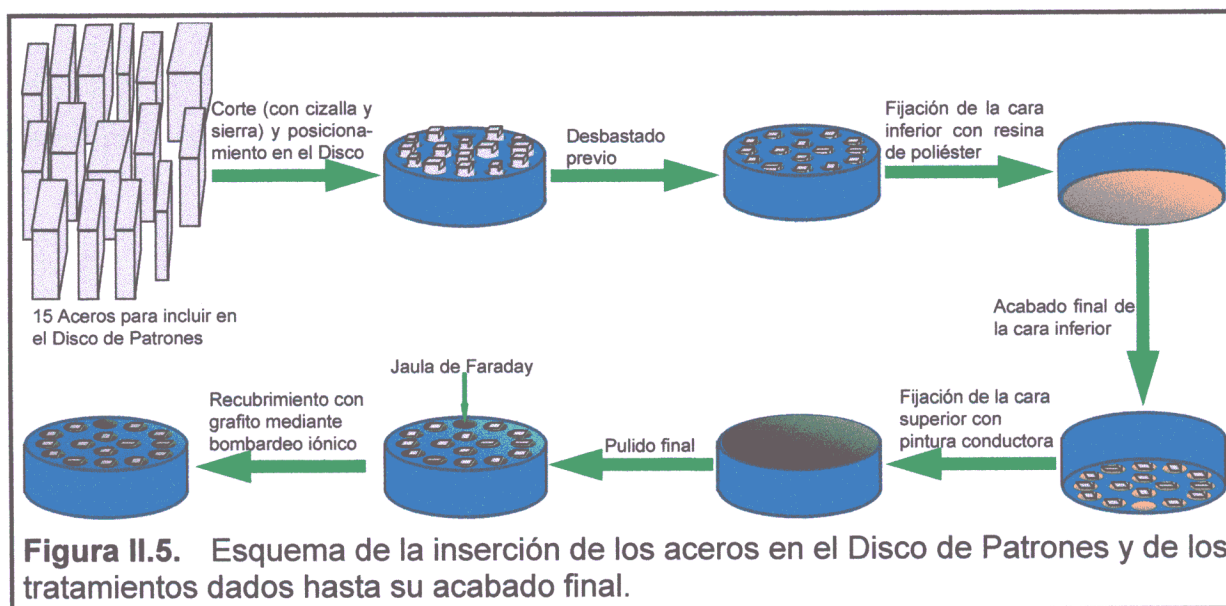 Corte (con cizalla y
sierra) y posiciona-
miento en el Disco
Desbastado
previo
Fijación de la cara
inferior con resina
de poliéster
15 Aceros para incluir en
el Disco de Patrones
Acabado final de
la cara inferior
Fijación de la cara
superior con
pintura conductora
Pulido final
Jaula de Faraday
Recubrimiento con
grafito mediante
bombardeo iónico
Figura II.5. Esquema de la inserción de los aceros en el Disco de Patrones y de los
tratamientos dados hasta su acabado final.